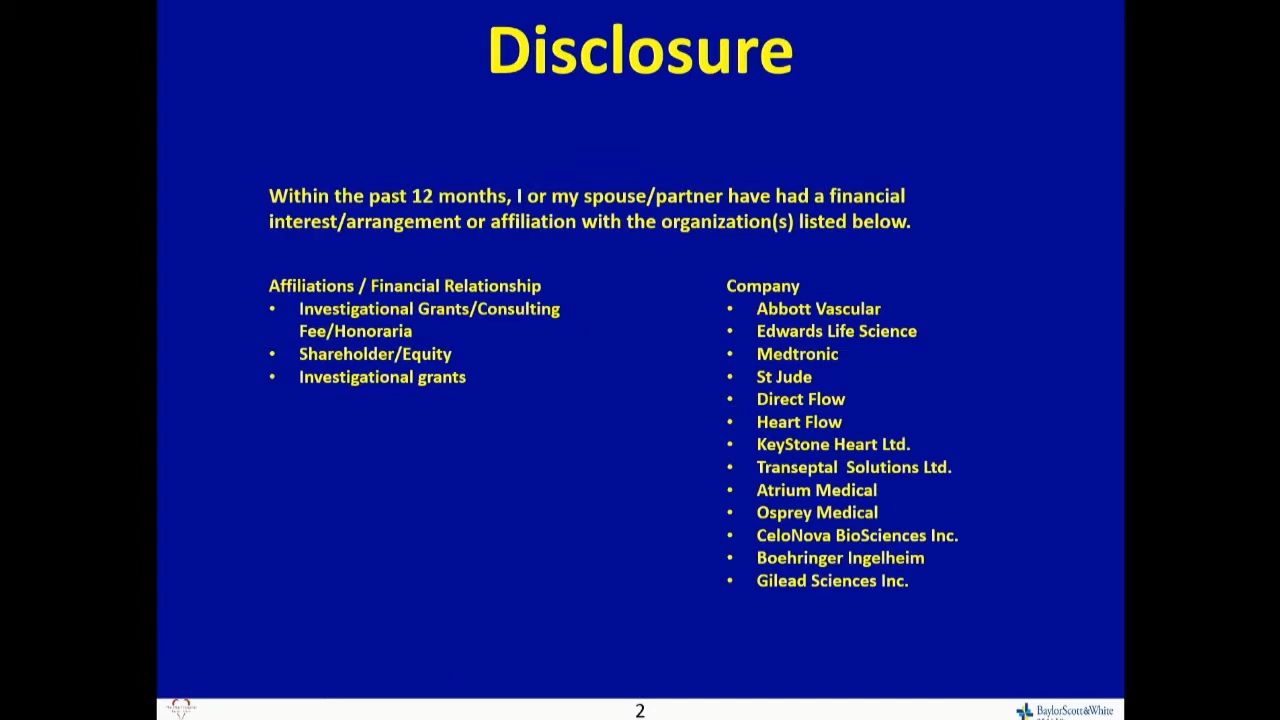 Disclosure
Within the past 12 months, I or my spouse/partner have had a financial
interest/arrangement or affiliation with the organization(s) listed below.
Affiliations / Financial Relationship
• Investigational Grants/Consulting
Fee/Honoraria
• Shareholder/Equity
• Investigational grants
Company
• Abbott Vascular
• Edwards Life Science
• Medtronic
• St Jude
• Direct Flow
• Heart Flow
• KeyStone Heart Ltd.
• Transeptal  Solutions Ltd.
• Atrium Medical
• Osprey Medical
• CeloNova BioSciences Inc.
• Boehringer Ingelheim
• Gilead Sciences Inc.
2
BaylorScott&White